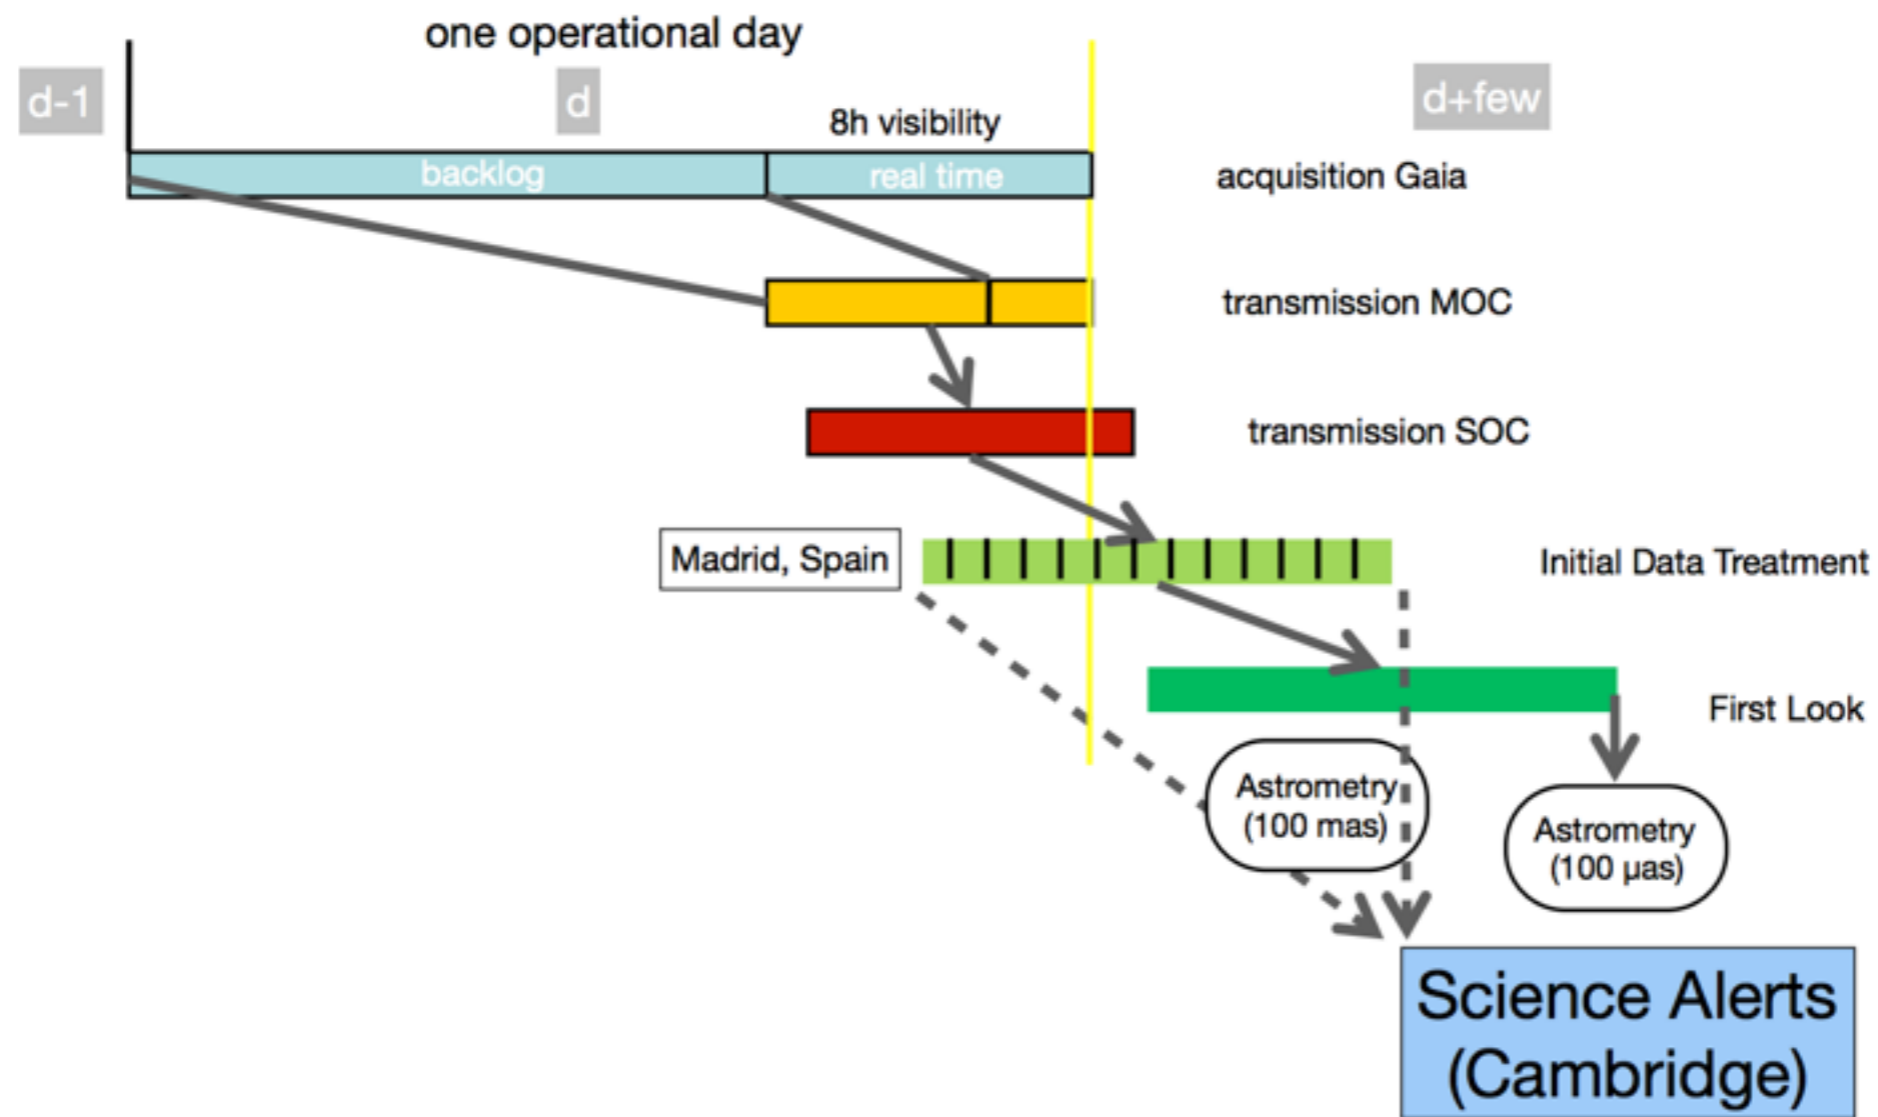 one operational day
d-1
d
d+few
8h visibility
backlog
real time
acquisition Gaia
transmission MOC
transmission SOC
Madrid, Spain
Initial Data Treatment
First Look
Astrometry
(100 mas)
Astrometry
(100 µas)
Science Alerts
(Cambridge)